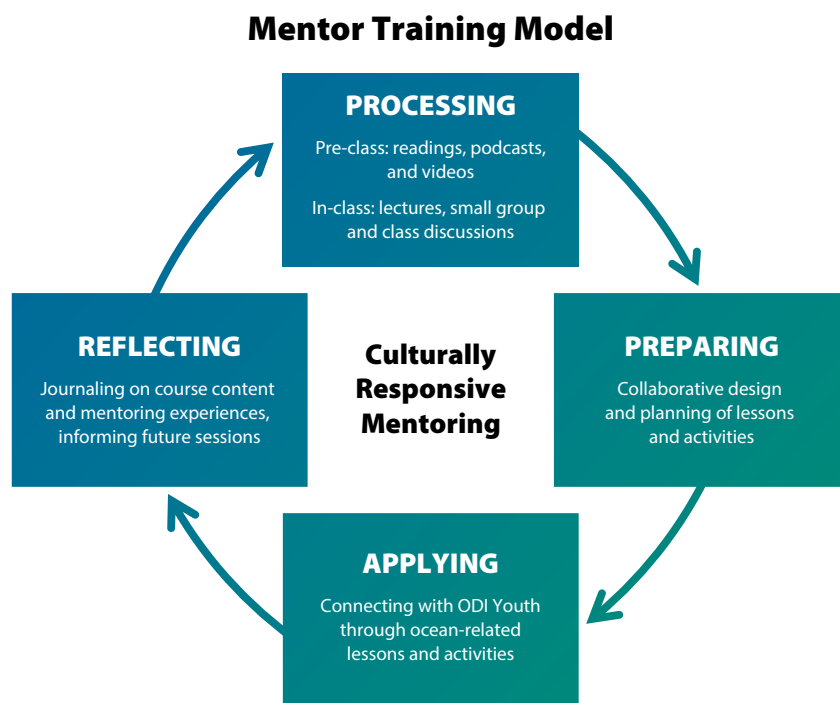 Mentor Training Model
PROCESSING
Pre-class: readings, podcasts,
and videos
In-class: lectures, small group
and class discussions
REFLECTING
Journaling on course content
and mentoring experiences,
informing future sessions
Culturally
Responsive
Mentoring
PREPARING
Collaborative design
and planning of lessons
and activities
APPLYING
Connecting with ODI Youth
through ocean-related
lessons and activities